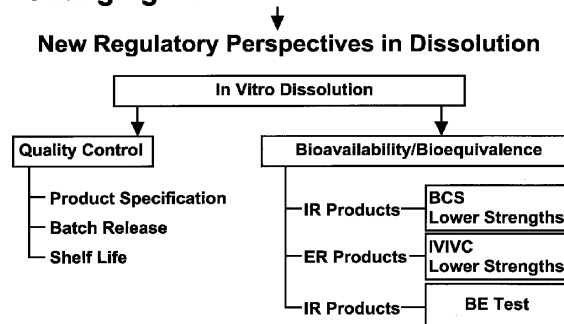 New Regulatory Perspectives in Dissolution
In Vitro Dissolution
Quality Control
Product Specification
Batch Release
Shelf Life
Bioavailability/Bioequivalence
IR Products
BCS
Lower Strengths
ER Products
IVIVC
Lower Strengths
IR Products
BE Test